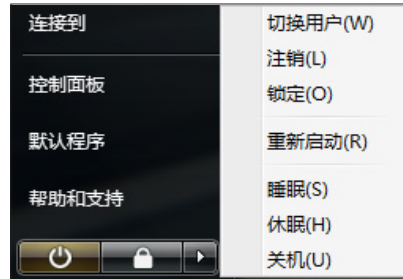 连接到
控制面板
默认程序
帮助和支持
切换用户(W)
注销(L)
锁定(O)
重新启动(R)
睡眠(S)
休眠(H)
关机(U)